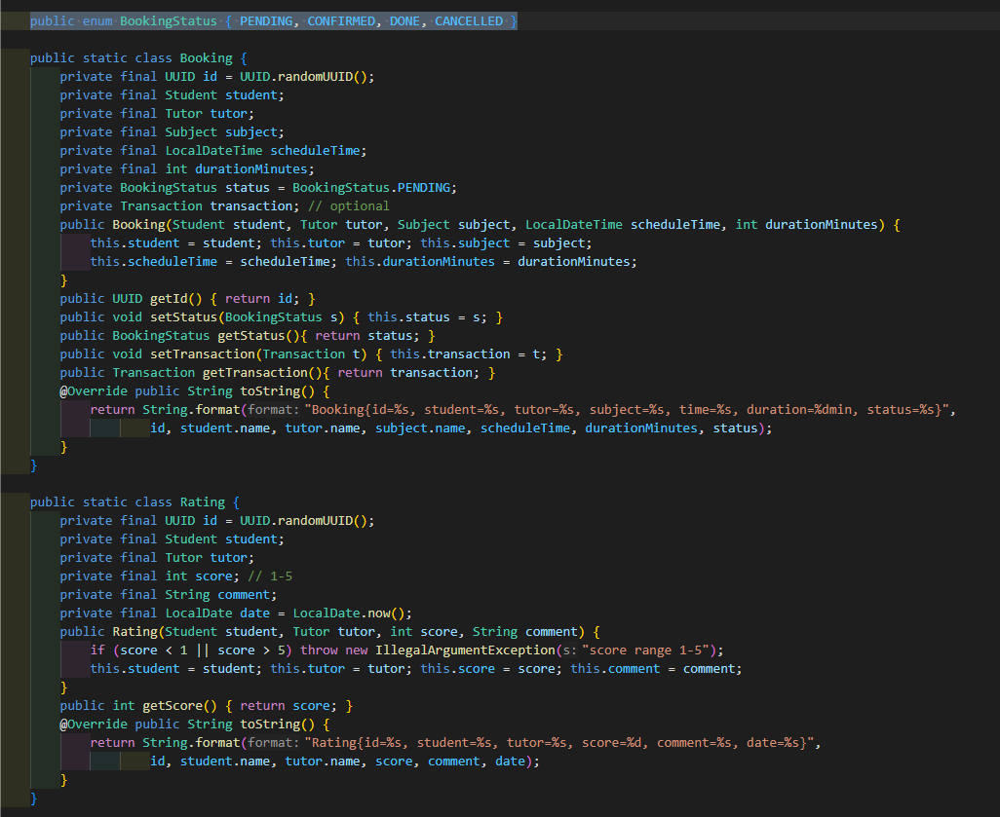 public enum BookingStatus { PENDING, CONFIRMED, DONE, CANCELLED }
public static class Booking {
private final UUID id = UUID.randomUUID();
private final Student student;
private final Tutor tutor;
private final Subject subject;
private final LocalDateTime scheduleTime;
private final int durationMinutes;
private BookingStatus status = BookingStatus.PENDING;
private Transaction transaction; // optional
public Booking(Student student, Tutor tutor, Subject subject, LocalDateTime scheduleTime, int durationMinutes) {
this.student = student; this.tutor = tutor; this.subject = subject;
this.scheduleTime = scheduleTime; this.durationMinutes = durationMinutes;
}
public UUID getId() { return id; }
public void setStatus(BookingStatus s) { this.status = s; }
public BookingStatus getStatus(){ return status; }
public void setTransaction(Transaction t) { this.transaction = t; }
public Transaction getTransaction(){ return transaction; }
@Override public String toString() {
return String.format(format: "Booking{id=%s, student=%s, tutor=%s, subject=%s, time=%s, duration=%dmin, status=%s}",
id, student.name, tutor.name, subject.name, scheduleTime, durationMinutes, status);
}
}
public static class Rating {
private final UUID id = UUID.randomUUID();
private final Student student;
private final Tutor tutor;
private final int score; // 1-5
private final String comment;
private final LocalDate date = LocalDate.now();
public Rating(Student student, Tutor tutor, int score, String comment) {
if (score < 1 || score > 5) throw new IllegalArgumentException(s: "score range 1-5");
this.student = student; this.tutor = tutor; this.score = score; this.comment = comment;
}
public int getScore() { return score; }
@Override public String toString() {
return String.format(format: "Rating{id=%s, student=%s, tutor=%s, score=%d, comment=%s, date=%s}",
id, student.name, tutor.name, score, comment, date);
}
}